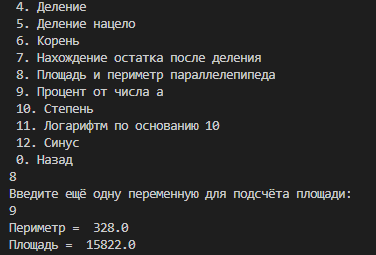 4. Деление
5. Деление нацело
6. Корень
7. Нахождение остатка после деления
8. Площадь и периметр параллелепипеда
9. Процент от числа а
10. Степень
11. Логарифтм по основанию 10
12. Синус
0. Назад
8
Введите ещё одну переменную для подсчёта площади:
9
Периметр =  328.0
Площадь =  15822.0